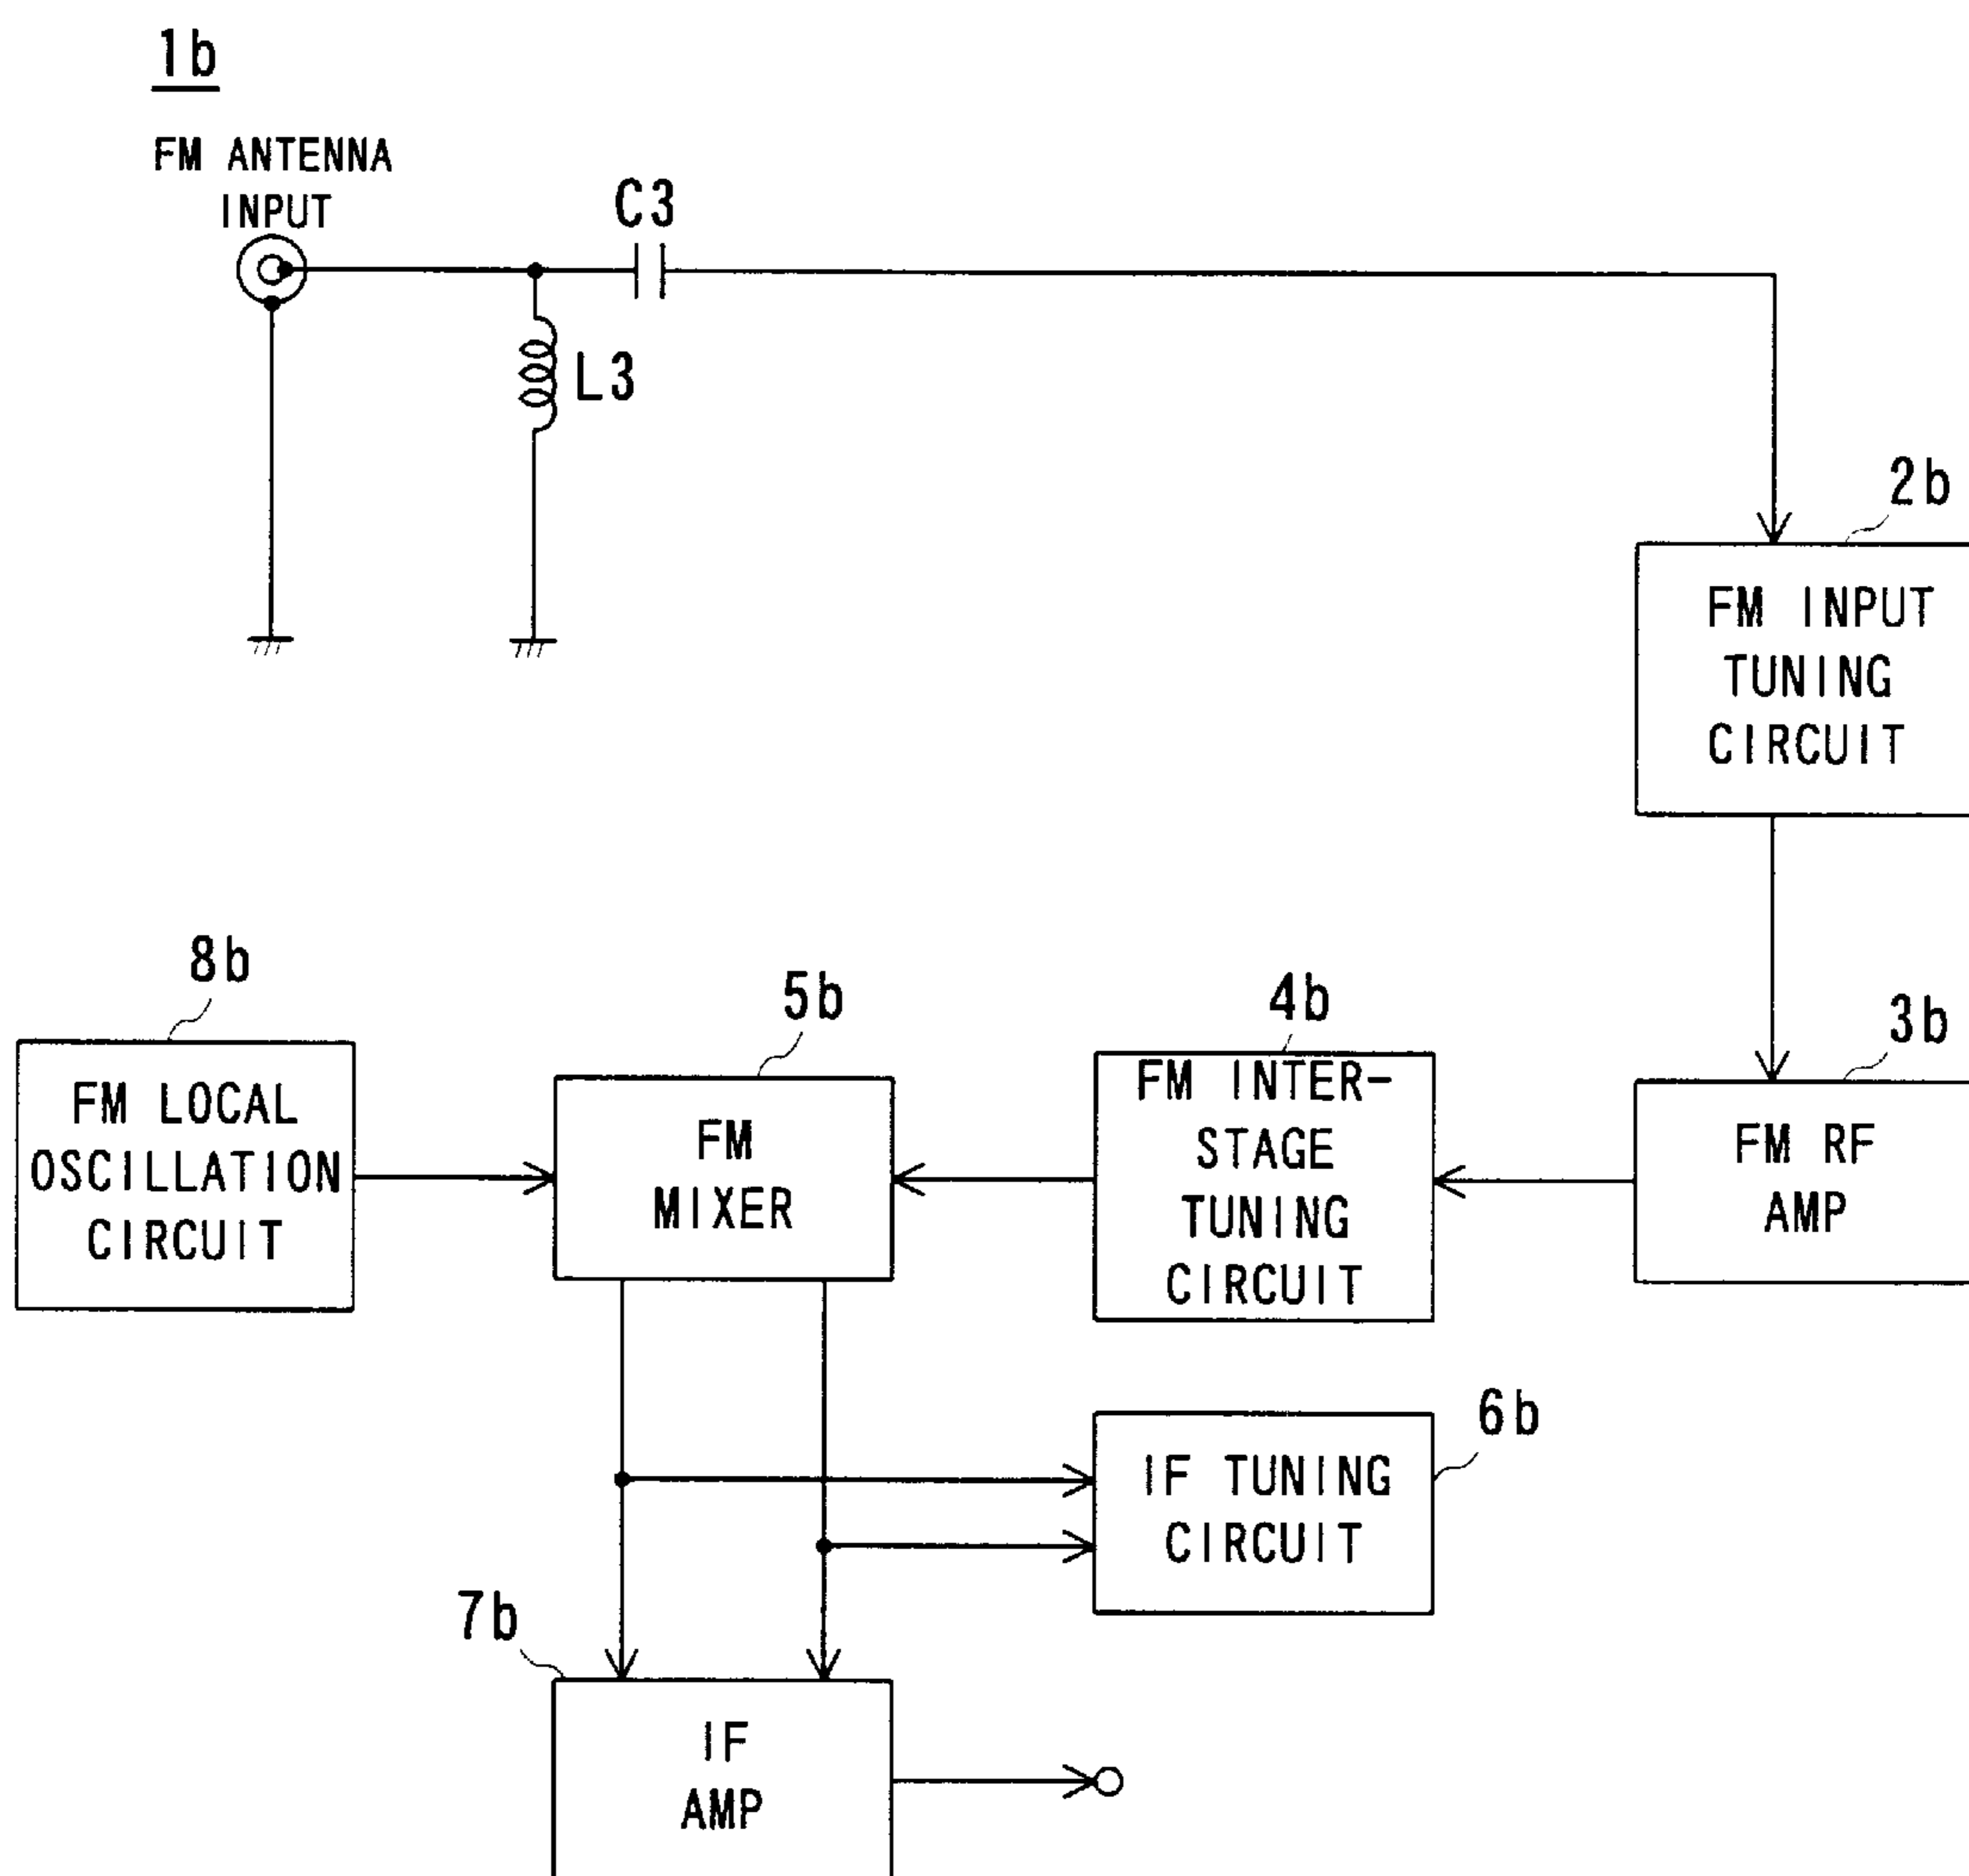 1b
FM ANTENNA
INPUT
C3
L3
2b
FM INPUT
TUNING
CIRCUIT
8b
FM LOCAL
OSCILLATION
CIRCUIT
5b
FM
MIXER
4b
FM INTER-
STAGE
TUNING
CIRCUIT
3b
FM RF
AMP
6b
IF TUNING
CIRCUIT
7b
IF
AMP